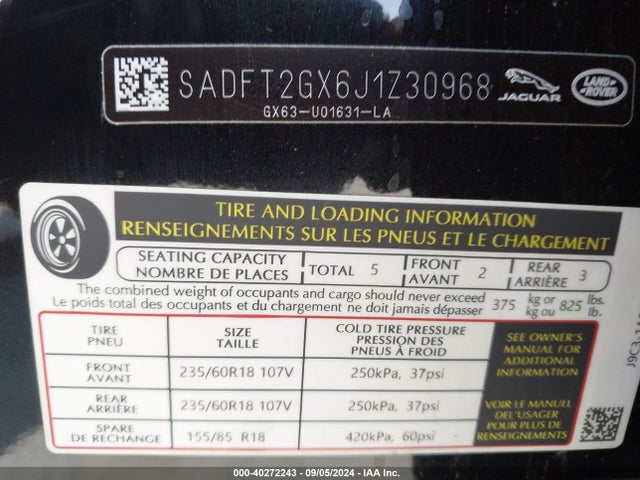 SADFT2GX6J1Z30968
GX63-U01631-LA
JAGUAR
LAND ROVER
TIRE AND LOADING INFORMATION
RENSEIGNEMENTS SUR LES PNEUS ET LE CHARGEMENT
SEATING CAPACITY
NOMBRE DE PLACES
TOTAL 5
FRONT
AVANT 2
REAR
ARRIÈRE 3
The combined weight of occupants and cargo should never exceed
Le poids total des occupants et du chargement ne doit jamais dépasser
375 kg or 825 lbs.
kg ou lb.
TIRE
PNEU
SIZE
TAILLE
COLD TIRE PRESSURE
PRESSION DES
PNEUS À FROID
SEE OWNER'S
MANUAL FOR
ADDITIONAL
INFORMATION
FRONT
AVANT
235/60R18 107V
250kPa, 37psi
REAR
ARRIÈRE
235/60R18 107V
250kPa, 37psi
VOIR LE MANUEL
DEL'USAGER
POUR PLUS DE
RENSEIGNEMENTS
SPARE
DE RECHANGE
155/85 R18
420kPa, 60psi
000-40272243 - 09/05/2024 - IAA Inc.